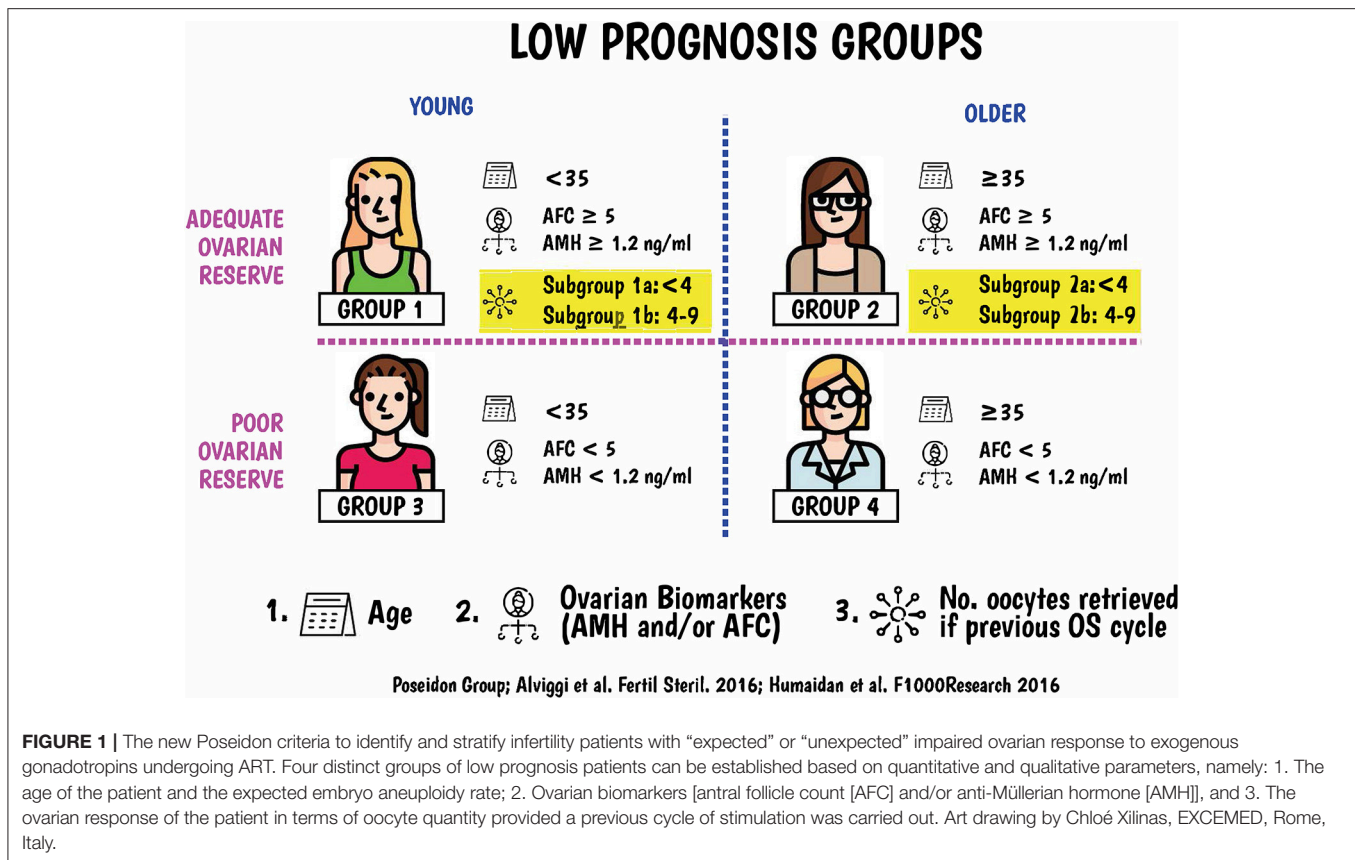 LOW PROGNOSIS GROUPS
YOUNG
OLDER
ADEQUATE
OVARIAN
RESERVE
<35
AFC ≥ 5
AMH ≥ 1.2 ng/ml
Subgroup 1a: <4
Subgroup 1b: 4-9
GROUP 1
≥35
AFC ≥ 5
AMH ≥ 1.2 ng/ml
Subgroup 2a: <4
Subgroup 2b: 4-9
GROUP 2
POOR
OVARIAN
RESERVE
<35
AFC < 5
AMH < 1.2 ng/ml
GROUP 3
≥35
AFC < 5
AMH < 1.2 ng/ml
GROUP 4
1. Age
2. Ovarian Biomarkers
(AMH and/or AFC)
3. No. oocytes retrieved
if previous OS cycle
Poseidon Group; Alviggi et al. Fertil Steril. 2016; Humaidan et al. F1000Research 2016
FIGURE 1 | The new Poseidon criteria to identify and stratify infertility patients with “expected” or “unexpected” impaired ovarian response to exogenous
gonadotropins undergoing ART. Four distinct groups of low prognosis patients can be established based on quantitative and qualitative parameters, namely: 1. The
age of the patient and the expected embryo aneuploidy rate; 2. Ovarian biomarkers [antral follicle count [AFC] and/or anti-Müllerian hormone [AMH]], and 3. The
ovarian response of the patient in terms of oocyte quantity provided a previous cycle of stimulation was carried out. Art drawing by Chloé Xilinas, EXCEMED, Rome,
Italy.